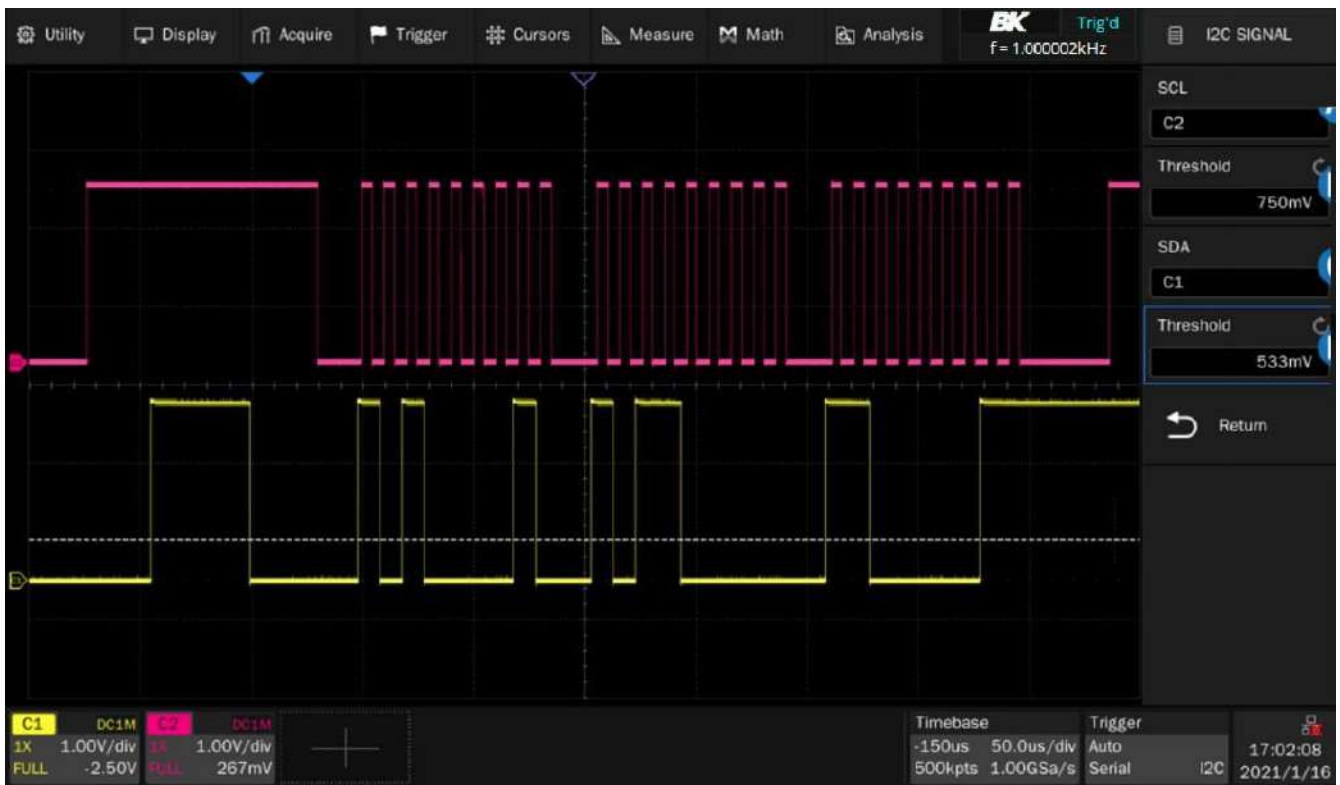 Utility Display Acquire Trigger Cursors Measure Math Analysis BK Trig'd I2C SIGNAL
f = 1.000002kHz
SCL
C2
Threshold
750mV
SDA
C1
Threshold
533mV
Return
C1 DC1M C2 DC1M
1X 1.00V/div 1X 1.00V/div
FULL -2.50V FULL 267mV
Timebase Trigger
-150us 50.0us/div Auto
500kpts 1.00GSa/s Serial I2C
17:02:08
2021/1/16